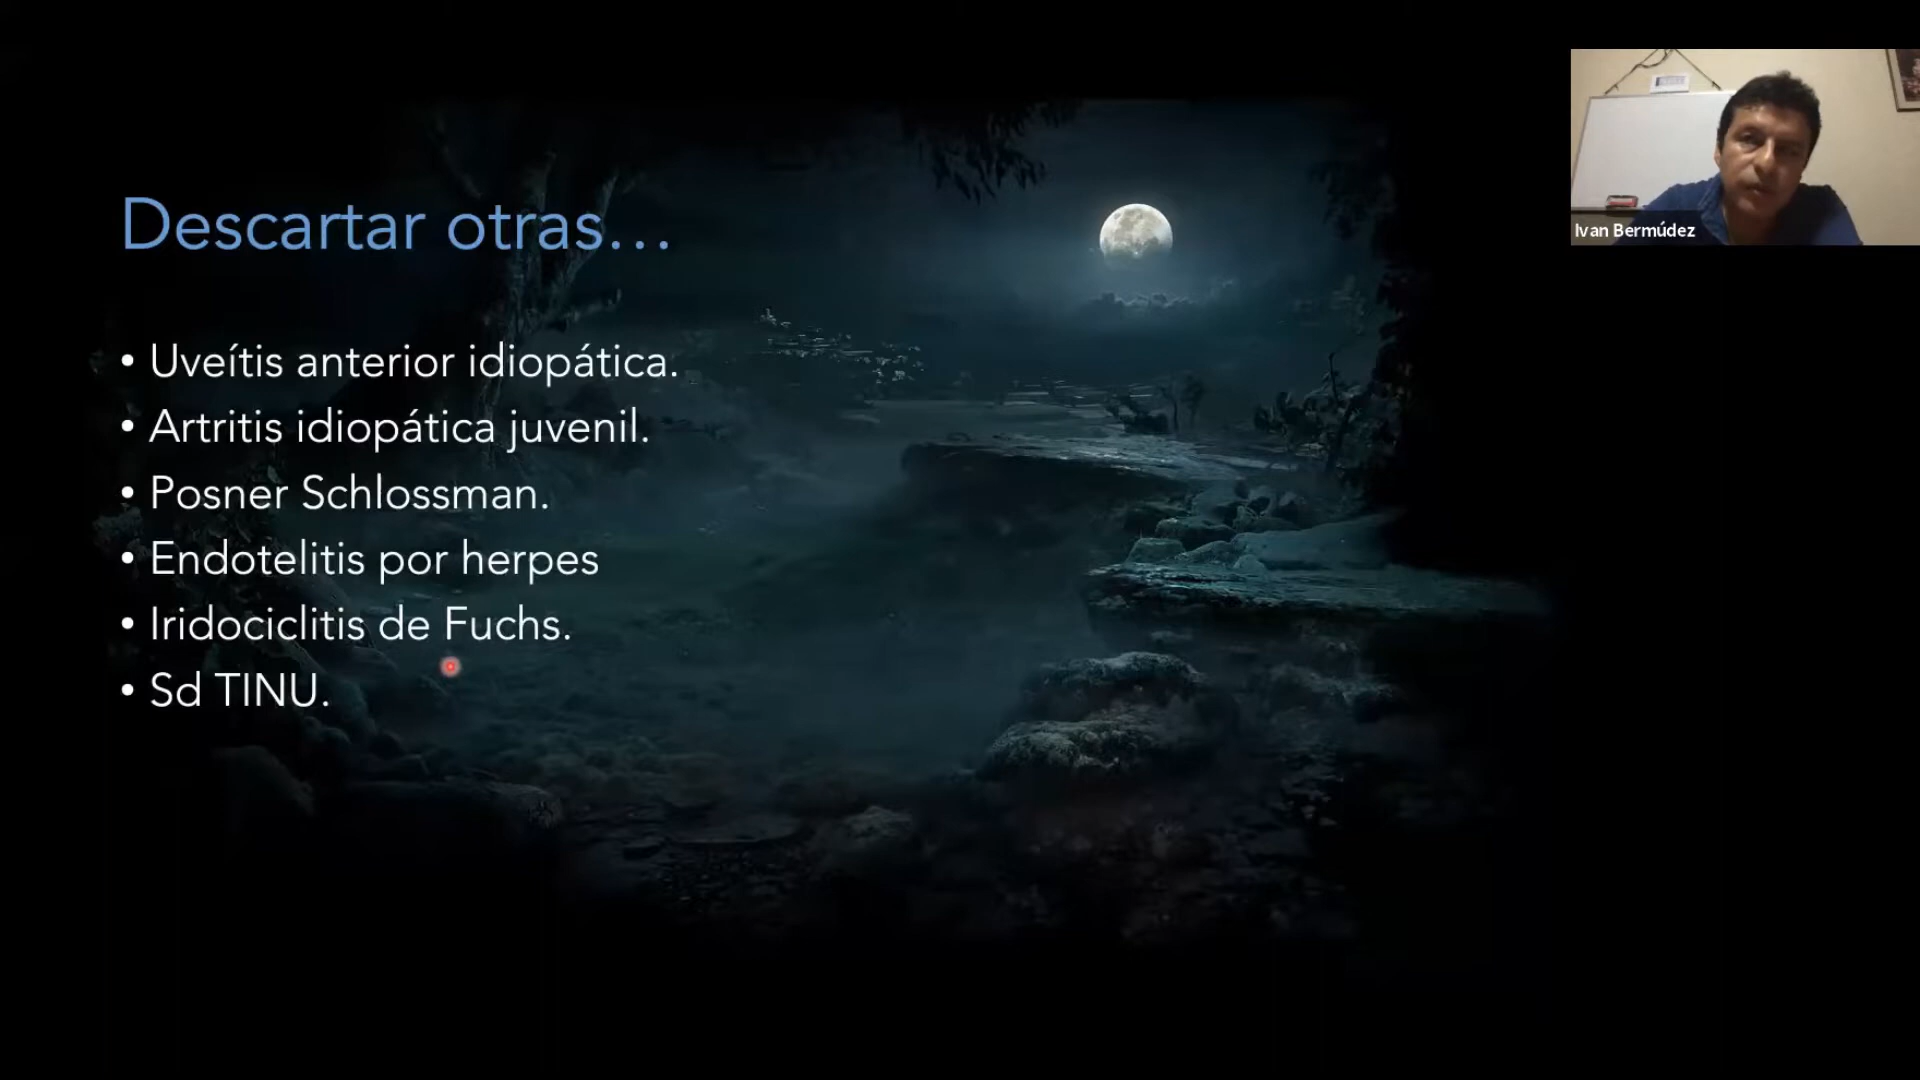 Descartar otras...
• Uveítis anterior idiopática.
• Artritis idiopática juvenil.
• Posner Schlossman.
• Endotelitis por herpes
• Iridociclitis de Fuchs.
• Sd TINU.
Ivan Bermúdez